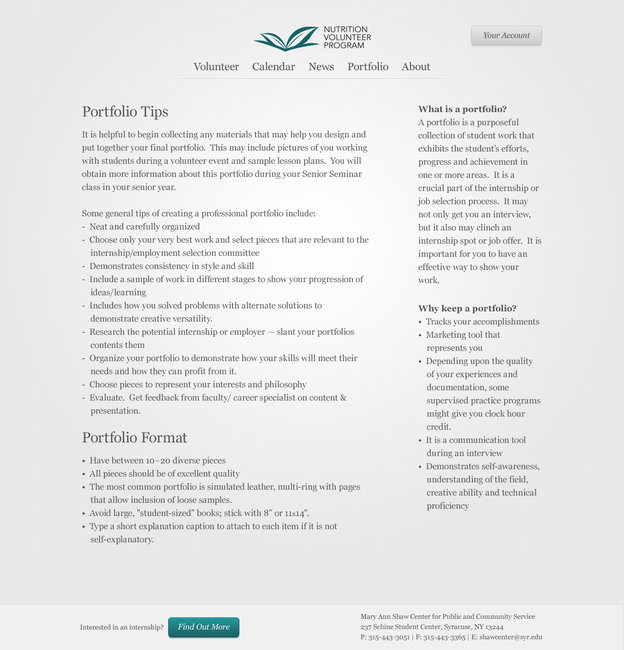 NUTRITION
VOLUNTEER
PROGRAM
Your Account
Volunteer Calendar News Portfolio About
Portfolio Tips
It is helpful to begin collecting any materials that may help you design and
put together your final portfolio. This may include pictures of you working
with students during a volunteer event and sample lesson plans. You will
obtain more information about this portfolio during your Senior Seminar
class in your senior year.
Some general tips of creating a professional portfolio include:
- Neat and carefully organized
- Choose only your very best work and select pieces that are relevant to the
internship/employment selection committee
- Demonstrates consistency in style and skill
- Include a sample of work in different stages to show your progression of
ideas/learning
- Includes how you solved problems with alternate solutions to
demonstrate creative versatility.
- Research the potential internship or employer — slant your portfolios
contents them
- Organize your portfolio to demonstrate how your skills will meet their
needs and how they can profit from it.
- Choose pieces to represent your interests and philosophy
- Evaluate. Get feedback from faculty/ career specialist on content &
presentation.
Portfolio Format
• Have between 10–20 diverse pieces
• All pieces should be of excellent quality
• The most common portfolio is simulated leather, multi-ring with pages
that allow inclusion of loose samples.
• Avoid large, "student-sized" books; stick with 8" or 11x14".
• Type a short explanation caption to attach to each item if it is not
self-explanatory.
What is a portfolio?
A portfolio is a purposeful
collection of student work that
exhibits the student's efforts,
progress and achievement in
one or more areas. It is a
crucial part of the internship or
job selection process. It may
not only get you an interview,
but it also may clinch an
internship spot or job offer. It is
important for you to have an
effective way to show your
work.
Why keep a portfolio?
• Tracks your accomplishments
• Marketing tool that
represents you
• Depending upon the quality
of your experiences and
documentation, some
supervised practice programs
might give you clock hour
credit.
• It is a communication tool
during an interview
• Demonstrates self-awareness,
understanding of the field,
creative ability and technical
proficiency
Interested in an internship? Find Out More
Mary Ann Shaw Center for Public and Community Service
237 Schine Student Center, Syracuse, NY 13244
P: 315-443-3051 | F: 315-443-3365 | E: shawcenter@syr.edu